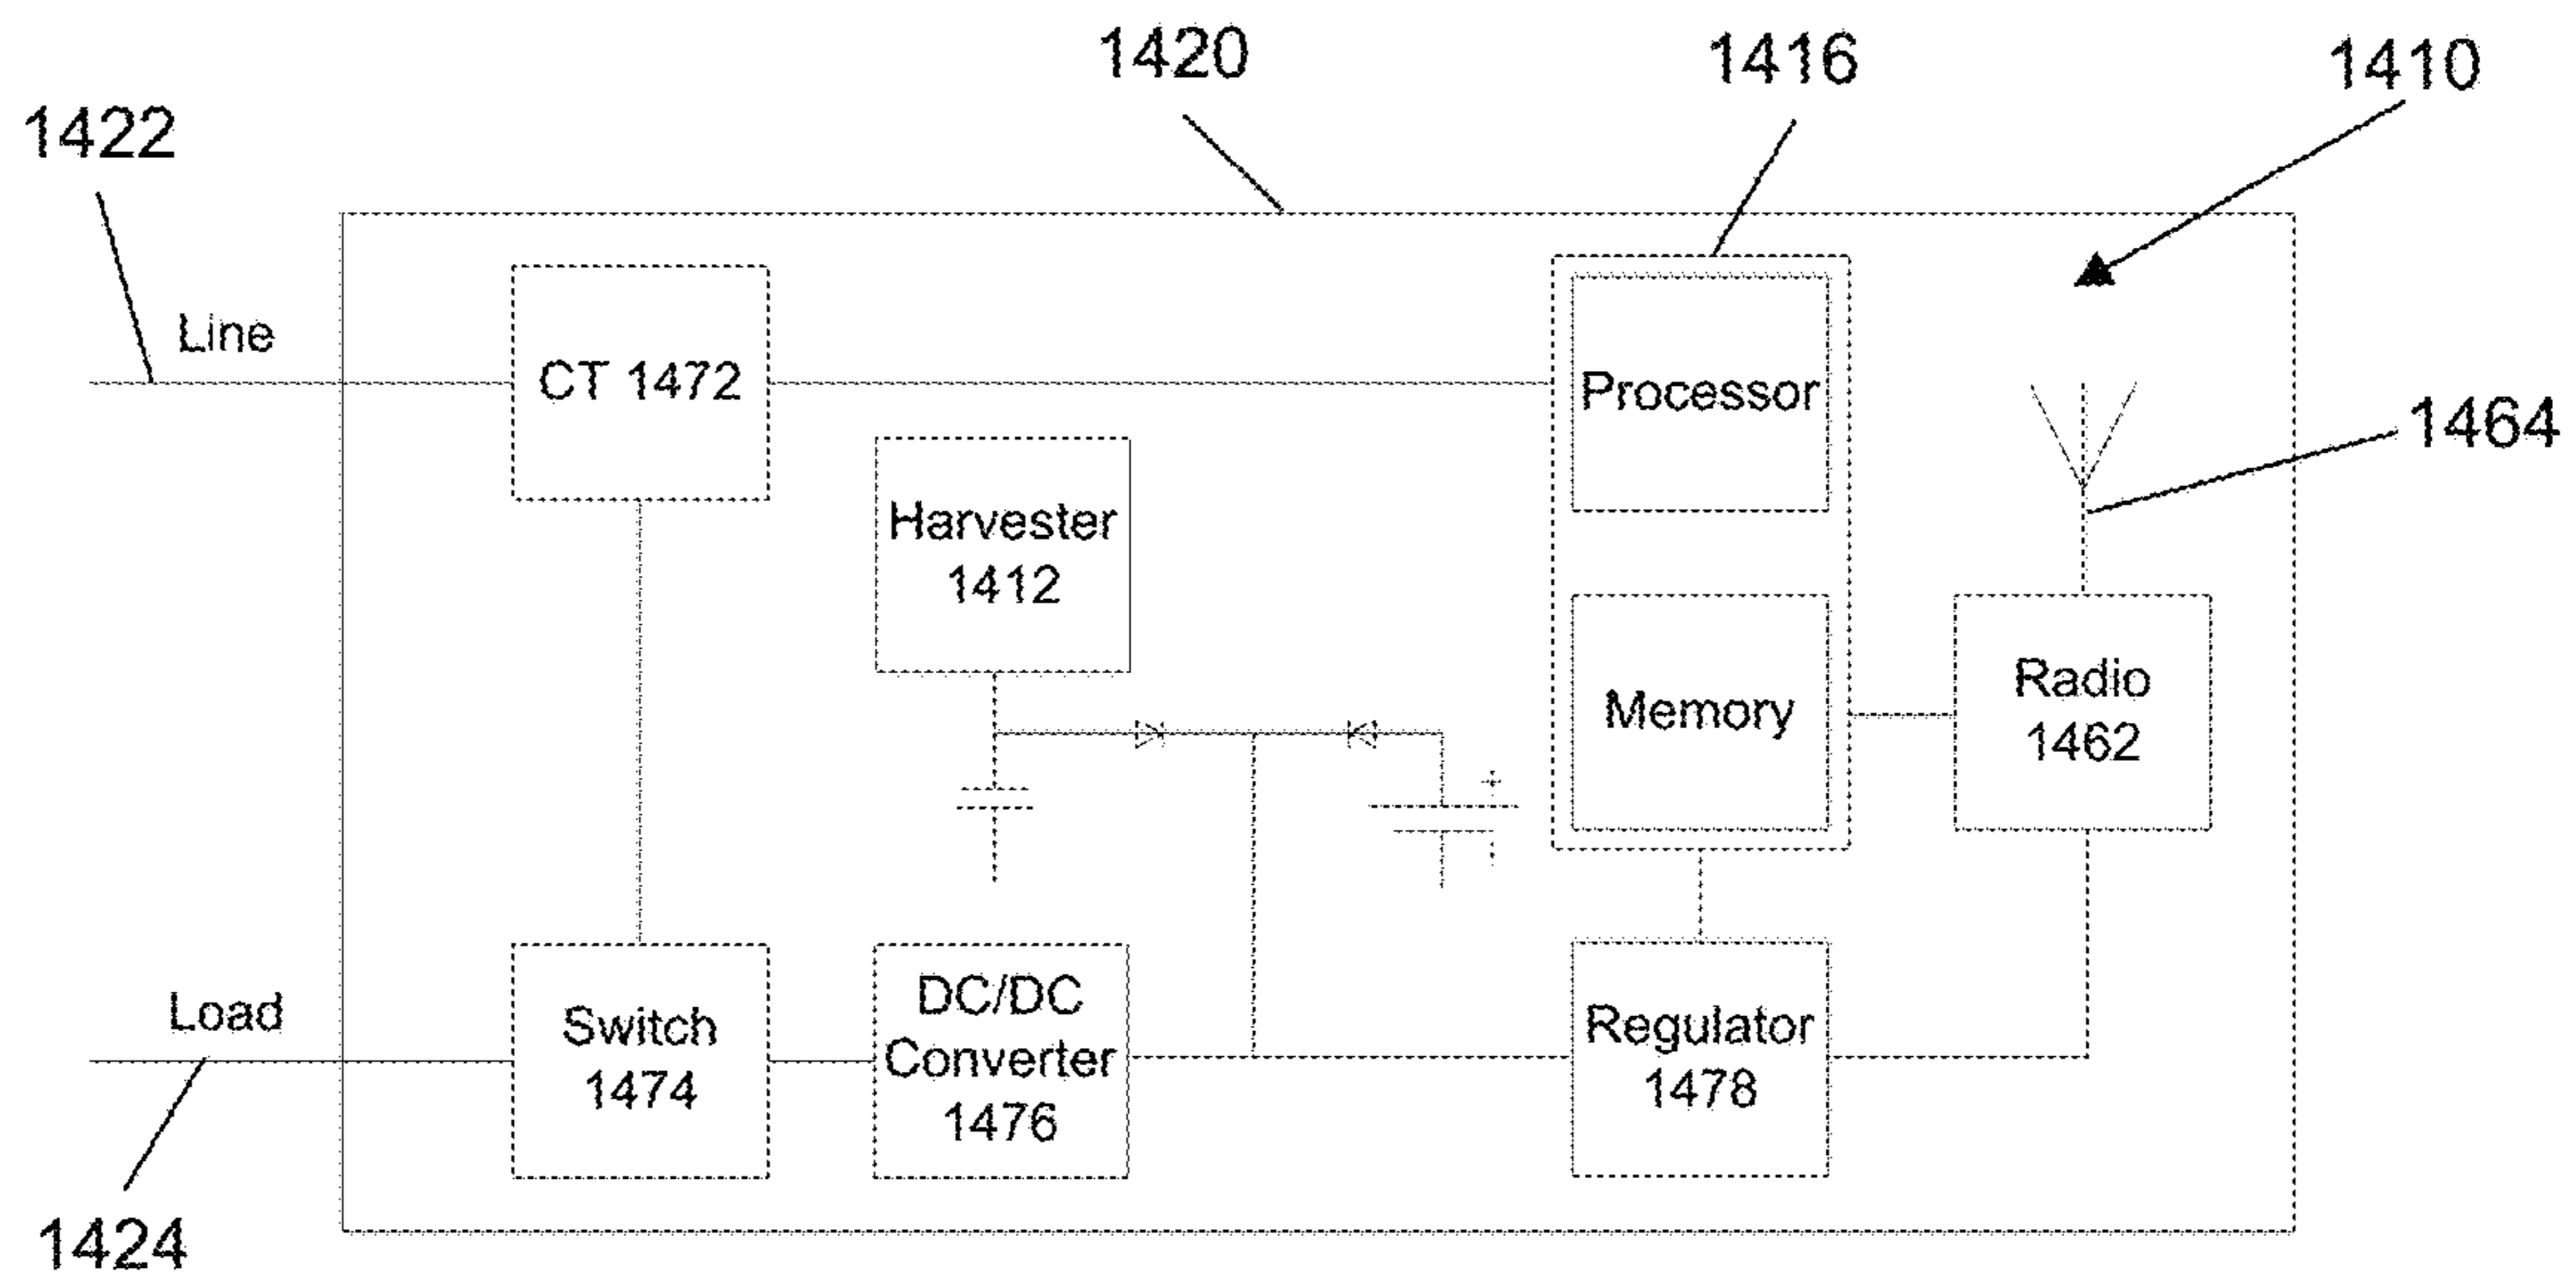 1420
1416
1410
1422
Line
CT 1472
Processor
1464
Harvester
1412
Memory
Radio
1462
+
Load
Switch
1474
DC/DC
Converter
1476
Regulator
1478
1424